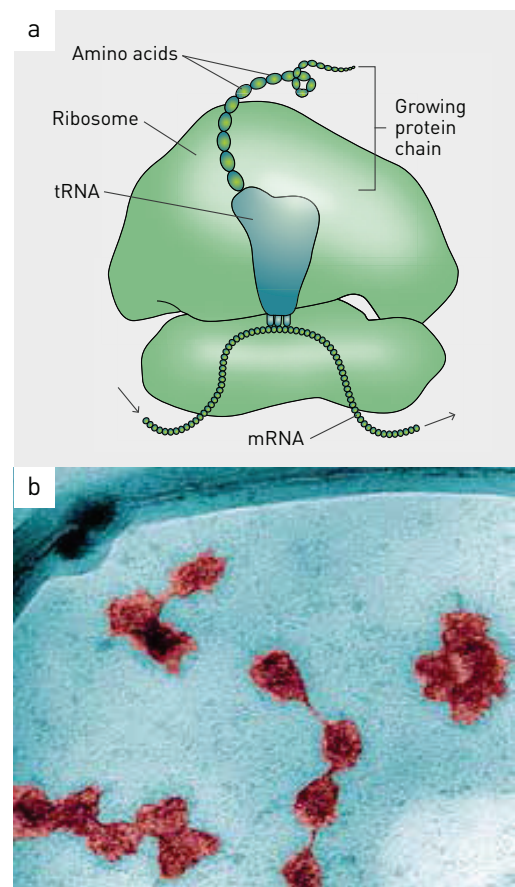 a
Amino acids
Ribosome
Growing
protein
chain
tRNA
mRNA
b